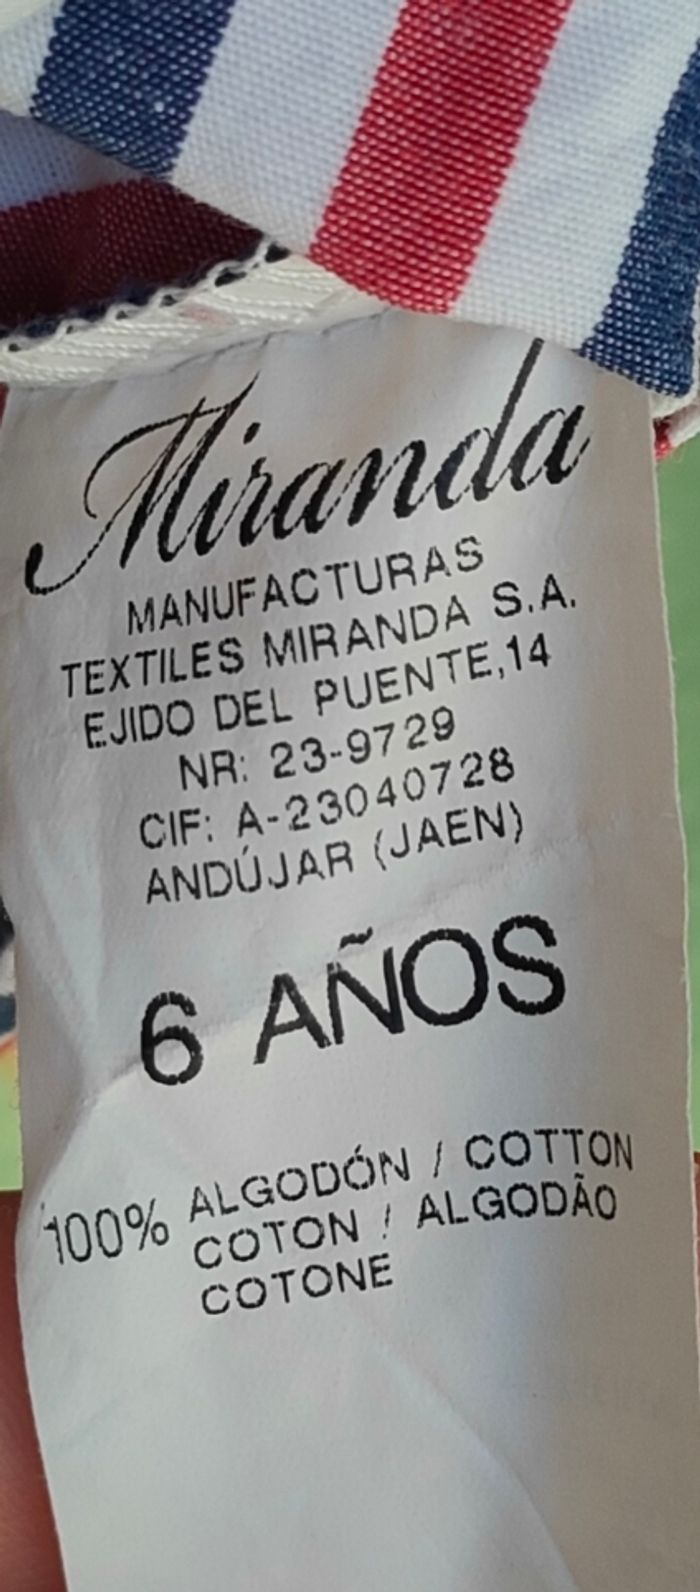 Miranda
MANUFACTURAS
TEXTILES MIRANDA S.A.
EJIDO DEL PUENTE,14
NR: 23-9729
CIF: A-23040728
ANDÚJAR (JAEN)
6 AÑOS
100% ALGODÓN / COTTON
COTON / ALGODÃO
COTONE